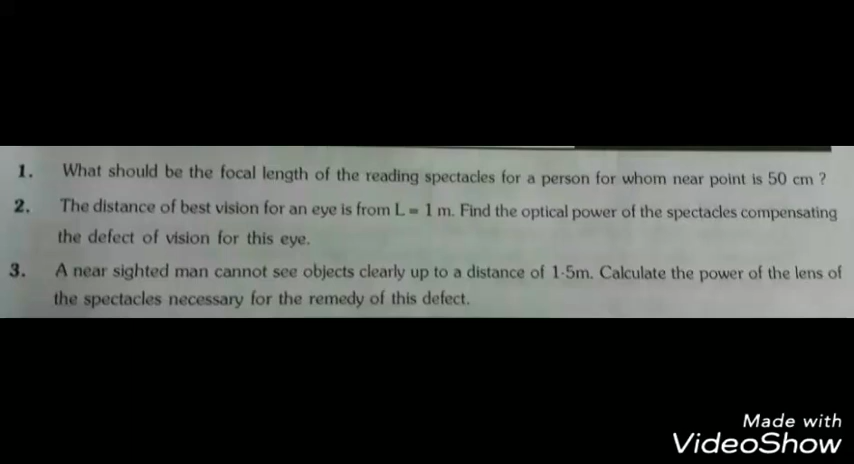 1. What should be the focal length of the reading spectacles for a person for whom near point is 50 cm ?
2. The distance of best vision for an eye is from L = 1 m. Find the optical power of the spectacles compensating
the defect of vision for this eye.
3. A near sighted man cannot see objects clearly up to a distance of 1·5m. Calculate the power of the lens of
the spectacles necessary for the remedy of this defect.
Made with
VideoShow